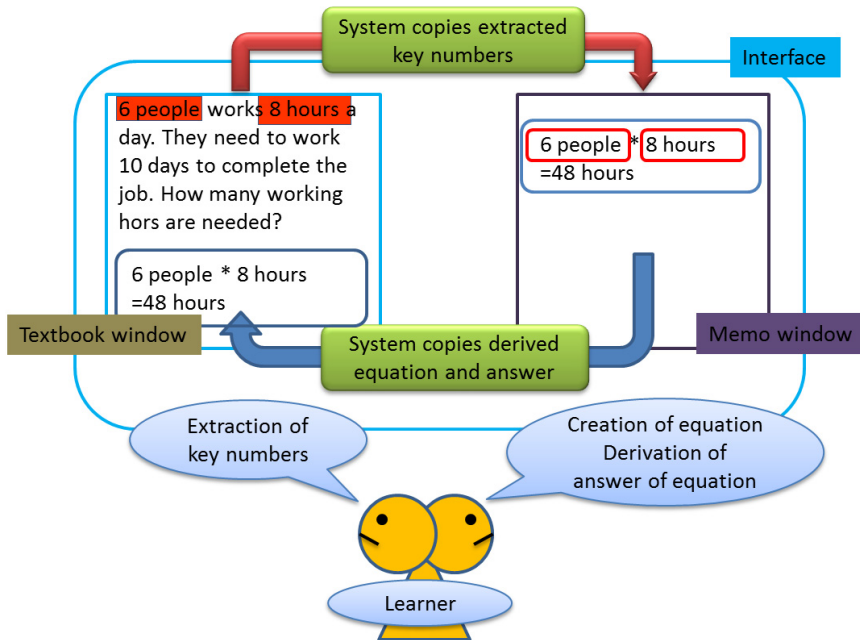 System copies extracted
key numbers
Interface
6 people works 8 hours a
day. They need to work
10 days to complete the
job. How many working
hors are needed?
6 people * 8 hours
=48 hours
6 people * 8 hours
=48 hours
Textbook window
Memo window
System copies derived
equation and answer
Extraction of
key numbers
Creation of equation
Derivation of
answer of equation
Learner